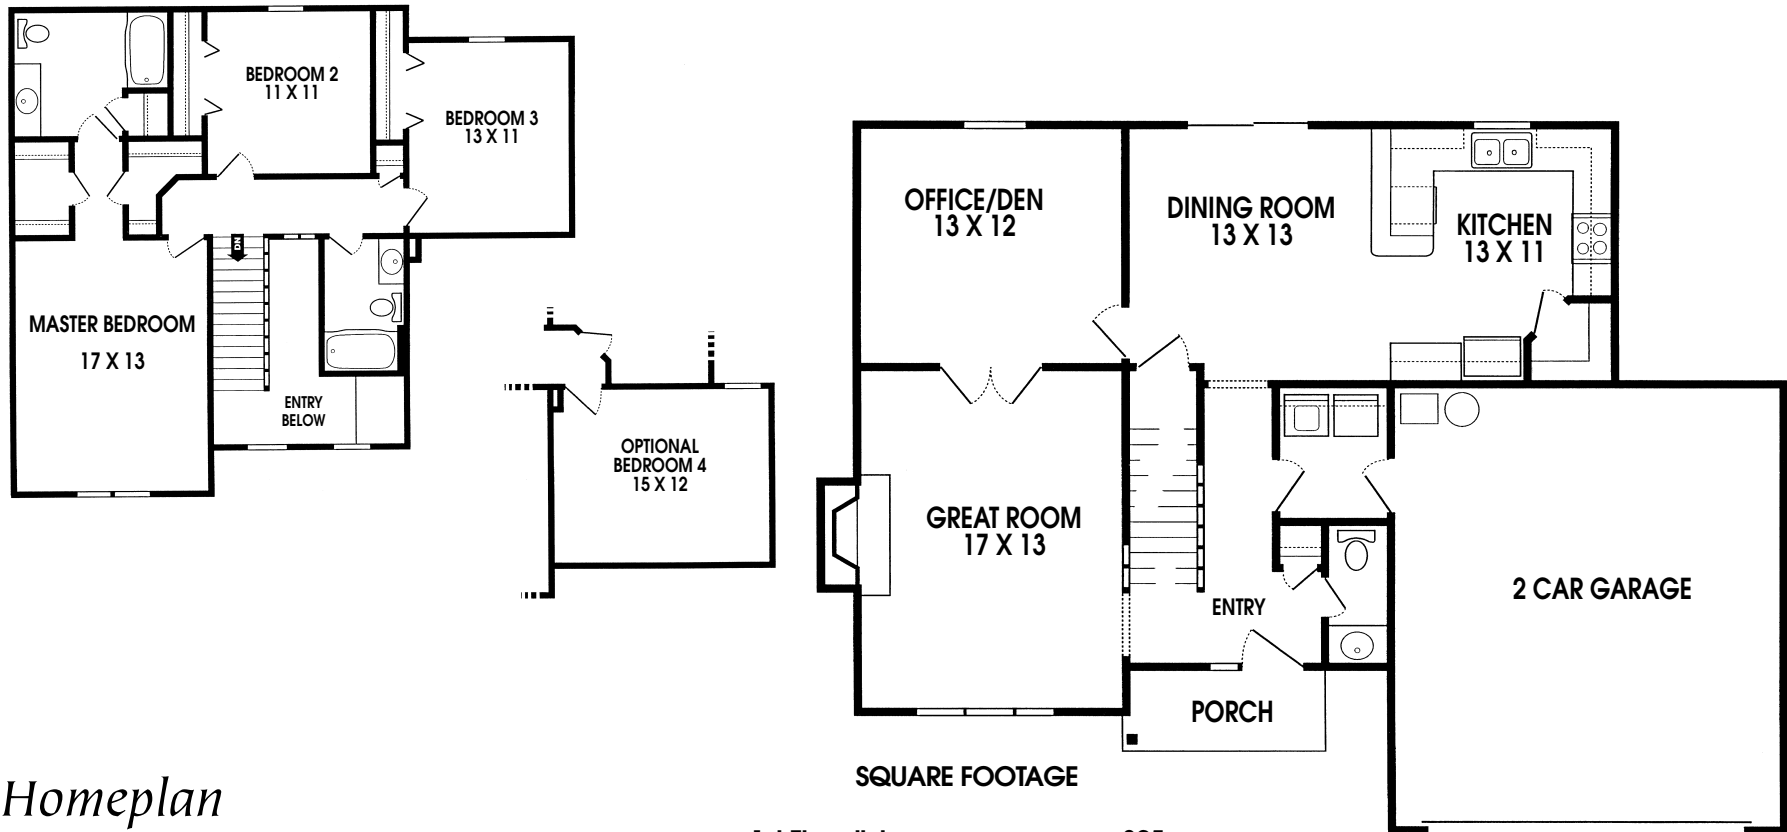 BEDROOM 2
11 X 11
BEDROOM 3
13 X 11
DN
MASTER BEDROOM
17 X 13
ENTRY
BELOW
OPTIONAL
BEDROOM 4
15 X 12
OFFICE/DEN
13 X 12
DINING ROOM
13 X 13
KITCHEN
13 X 11
GREAT ROOM
17 X 13
ENTRY
2 CAR GARAGE
PORCH
SQUARE FOOTAGE
Homeplan